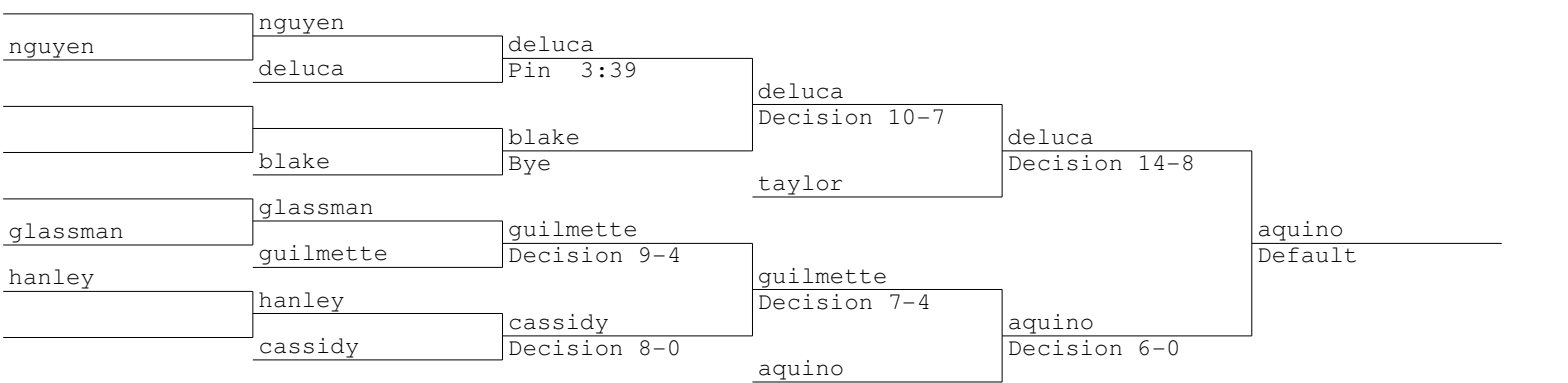 nguyen
nguyen
deluca
deluca
Pin 3:39
deluca
Decision 10-7
blake
blake
Bye
deluca
Decision 14-8
taylor
glassman
glassman
guilmette
guilmette
Decision 9-4
aquino
Default
hanley
hanley
guilmette
Decision 7-4
cassidy
cassidy
Decision 8-0
aquino
Decision 6-0
aquino